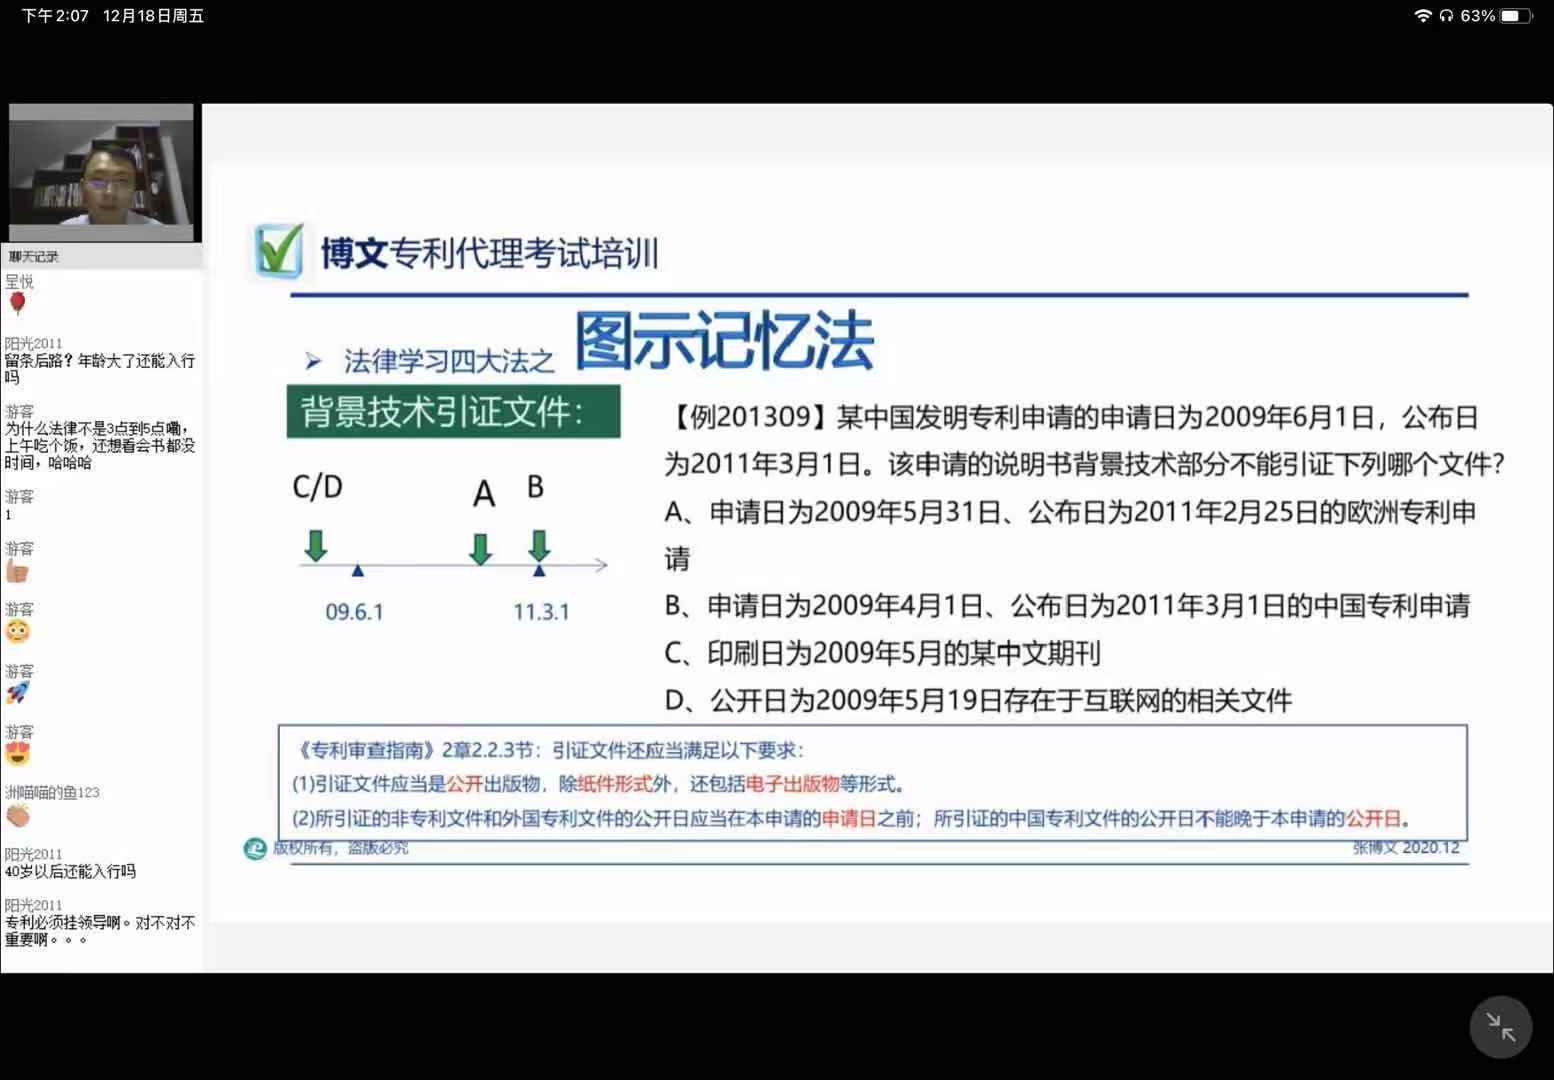 下午2:07 12月18日周五
63%
聊天记录
呈悦
阳光2011
留条后路？年龄大了还能入行
吗
游客
为什么法律不是3点到5点嘞，
上午吃个饭，还想看会书都没
时间，哈哈哈
游客
1
游客
游客
游客
游客
洲喵喵的鱼123
阳光2011
40岁以后还能入行吗
阳光2011
专利必须挂领导啊。对不对不
重要啊。。。
博文专利代理考试培训
法律学习四大法之 图示记忆法
背景技术引证文件：
C/D A B
09.6.1 11.3.1
【例201309】某中国发明专利申请的申请日为2009年6月1日，公布日
为2011年3月1日。该申请的说明书背景技术部分不能引证下列哪个文件？
A、申请日为2009年5月31日、公布日为2011年2月25日的欧洲专利申
请
B、申请日为2009年4月1日、公布日为2011年3月1日的中国专利申请
C、印刷日为2009年5月的某中文期刊
D、公开日为2009年5月19日存在于互联网的相关文件
《专利审查指南》2章2.2.3节：引证文件还应当满足以下要求：
(1)引证文件应当是公开出版物，除纸件形式外，还包括电子出版物等形式。
(2)所引证的非专利文件和外国专利文件的公开日应当在本申请的申请日之前；所引证的中国专利文件的公开日不能晚于本申请的公开日。
版权所有，盗版必究
张博文 2020.12